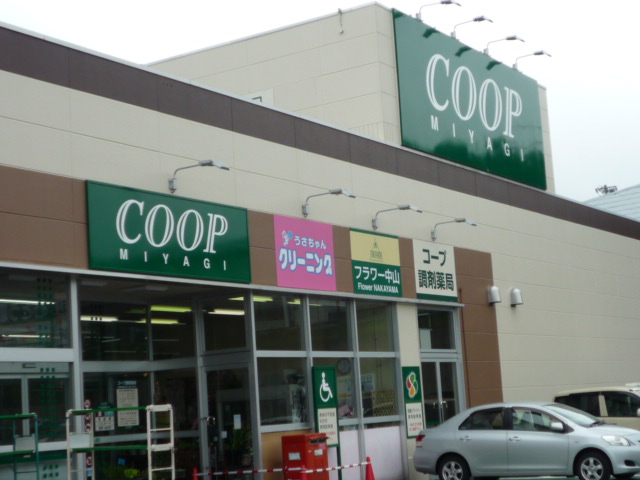 COOP
MIYAGI
COOP
MIYAGI
うさちゃん
クリーニング
フラワー中山
Flower NAKAYAMA
コープ
調剤薬局